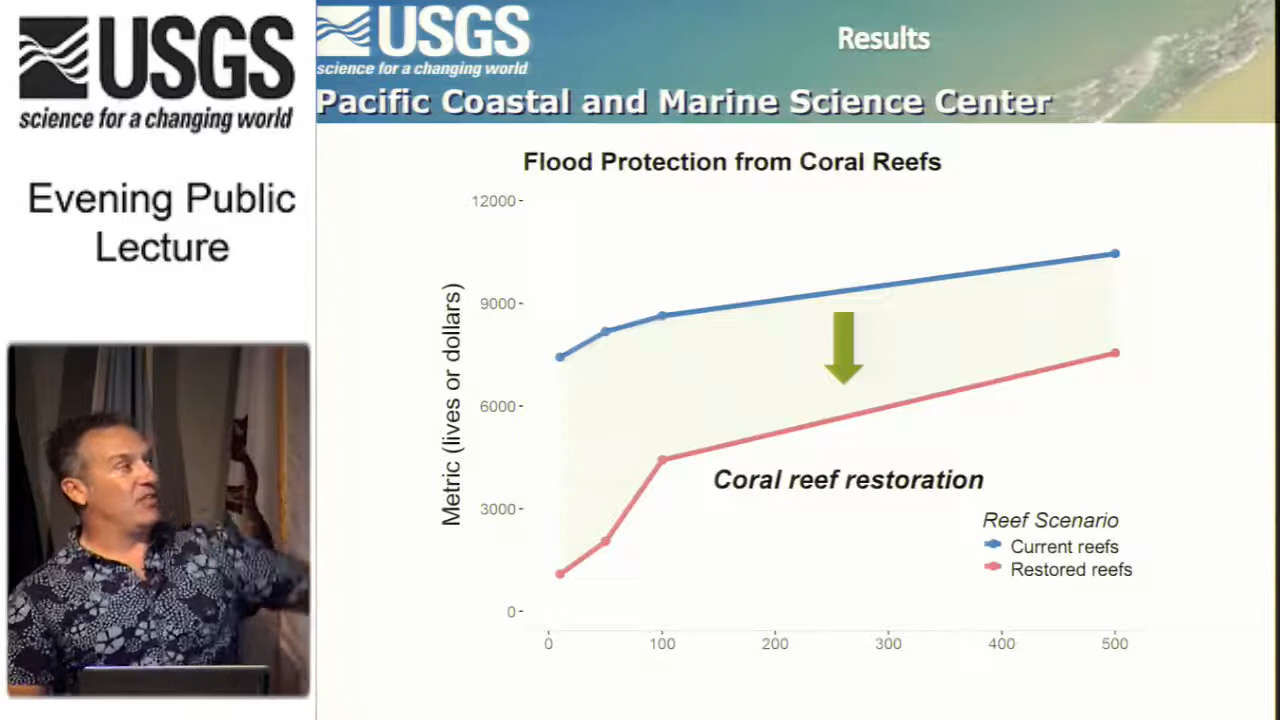 USGS
science for a changing world
Evening Public
Lecture
USGS
science for a changing world
Results
Pacific Coastal and Marine Science Center
Flood Protection from Coral Reefs
Metric (lives or dollars)
12000
9000
6000
3000
0
0 100 200 300 400 500
Coral reef restoration
Reef Scenario
Current reefs
Restored reefs